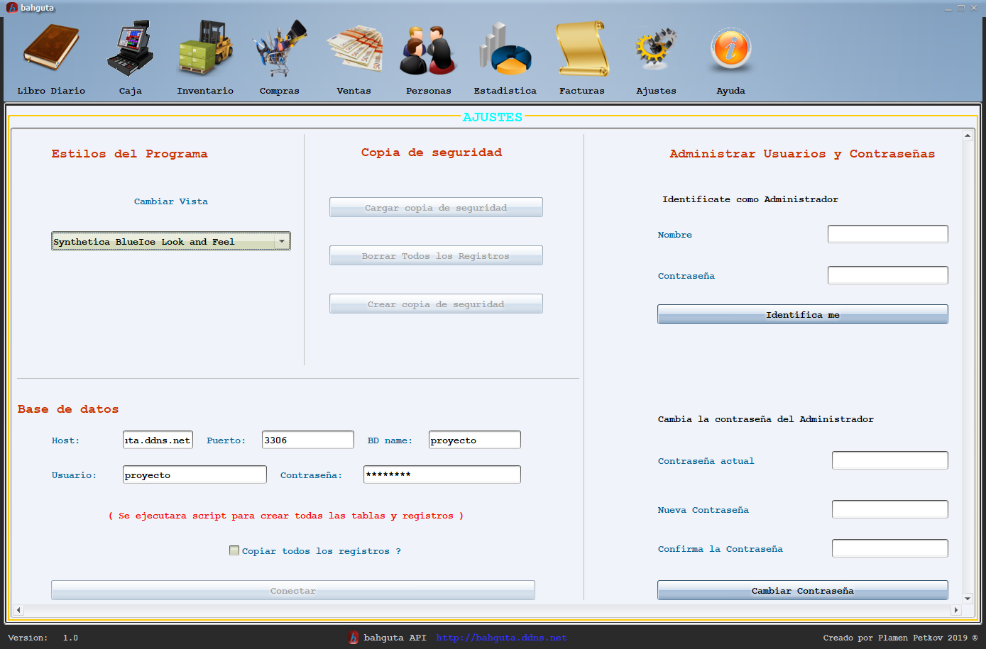 bahguta
Libro Diario Caja Inventario Compras Ventas Personas Estadistica Facturas Ajustes Ayuda
AJUSTES
Estilos del Programa
Cambiar Vista
Synthetica BlueIce Look and Feel
Copia de seguridad
Cargar copia de seguridad
Borrar Todos los Registros
Crear copia de seguridad
Administrar Usuarios y Contraseñas
Identificate como Administrador
Nombre
Contraseña
Identifica me
Base de datos
Host: ita.ddns.net Puerto: 3306 BD name: proyecto
Usuario: proyecto Contraseña: ********
( Se ejecutara script para crear todas las tablas y registros )
Copiar todos los registros ?
Conectar
Cambia la contraseña del Administrador
Contraseña actual
Nueva Contraseña
Confirma la Contraseña
Cambiar Contraseña
Version: 1.0 bahguta API http://bahguta.ddns.net Creado por Plamen Petkov 2019 ®